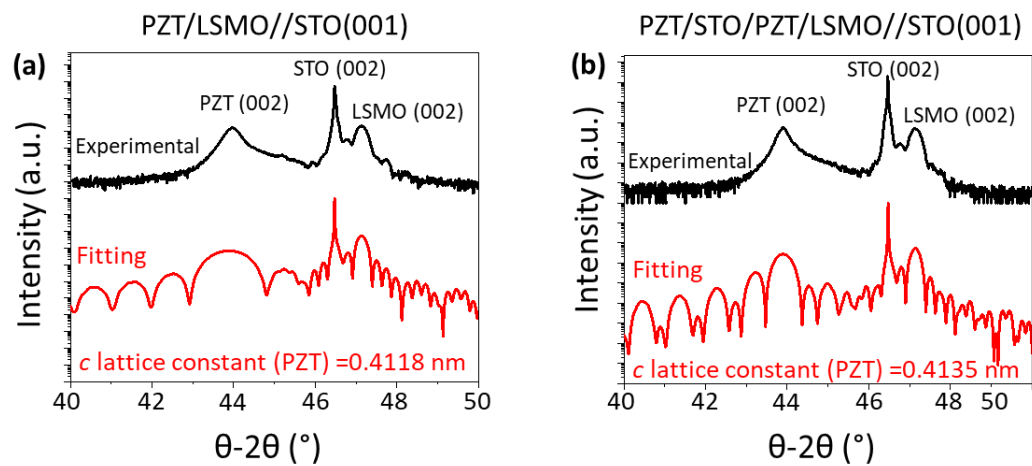 PZT/LSMO//STO(001)
(a)
STO (002)
PZT (002)
LSMO (002)
Experimental
Fitting
c lattice constant (PZT) =0.4118 nm
Intensity (a.u.)
40 42 44 46 48 50
θ-2θ (°)
PZT/STO/PZT/LSMO//STO(001)
(b)
STO (002)
PZT (002)
LSMO (002)
Experimental
Fitting
c lattice constant (PZT) =0.4135 nm
Intensity (a.u.)
40 42 44 46 48 50
θ-2θ (°)